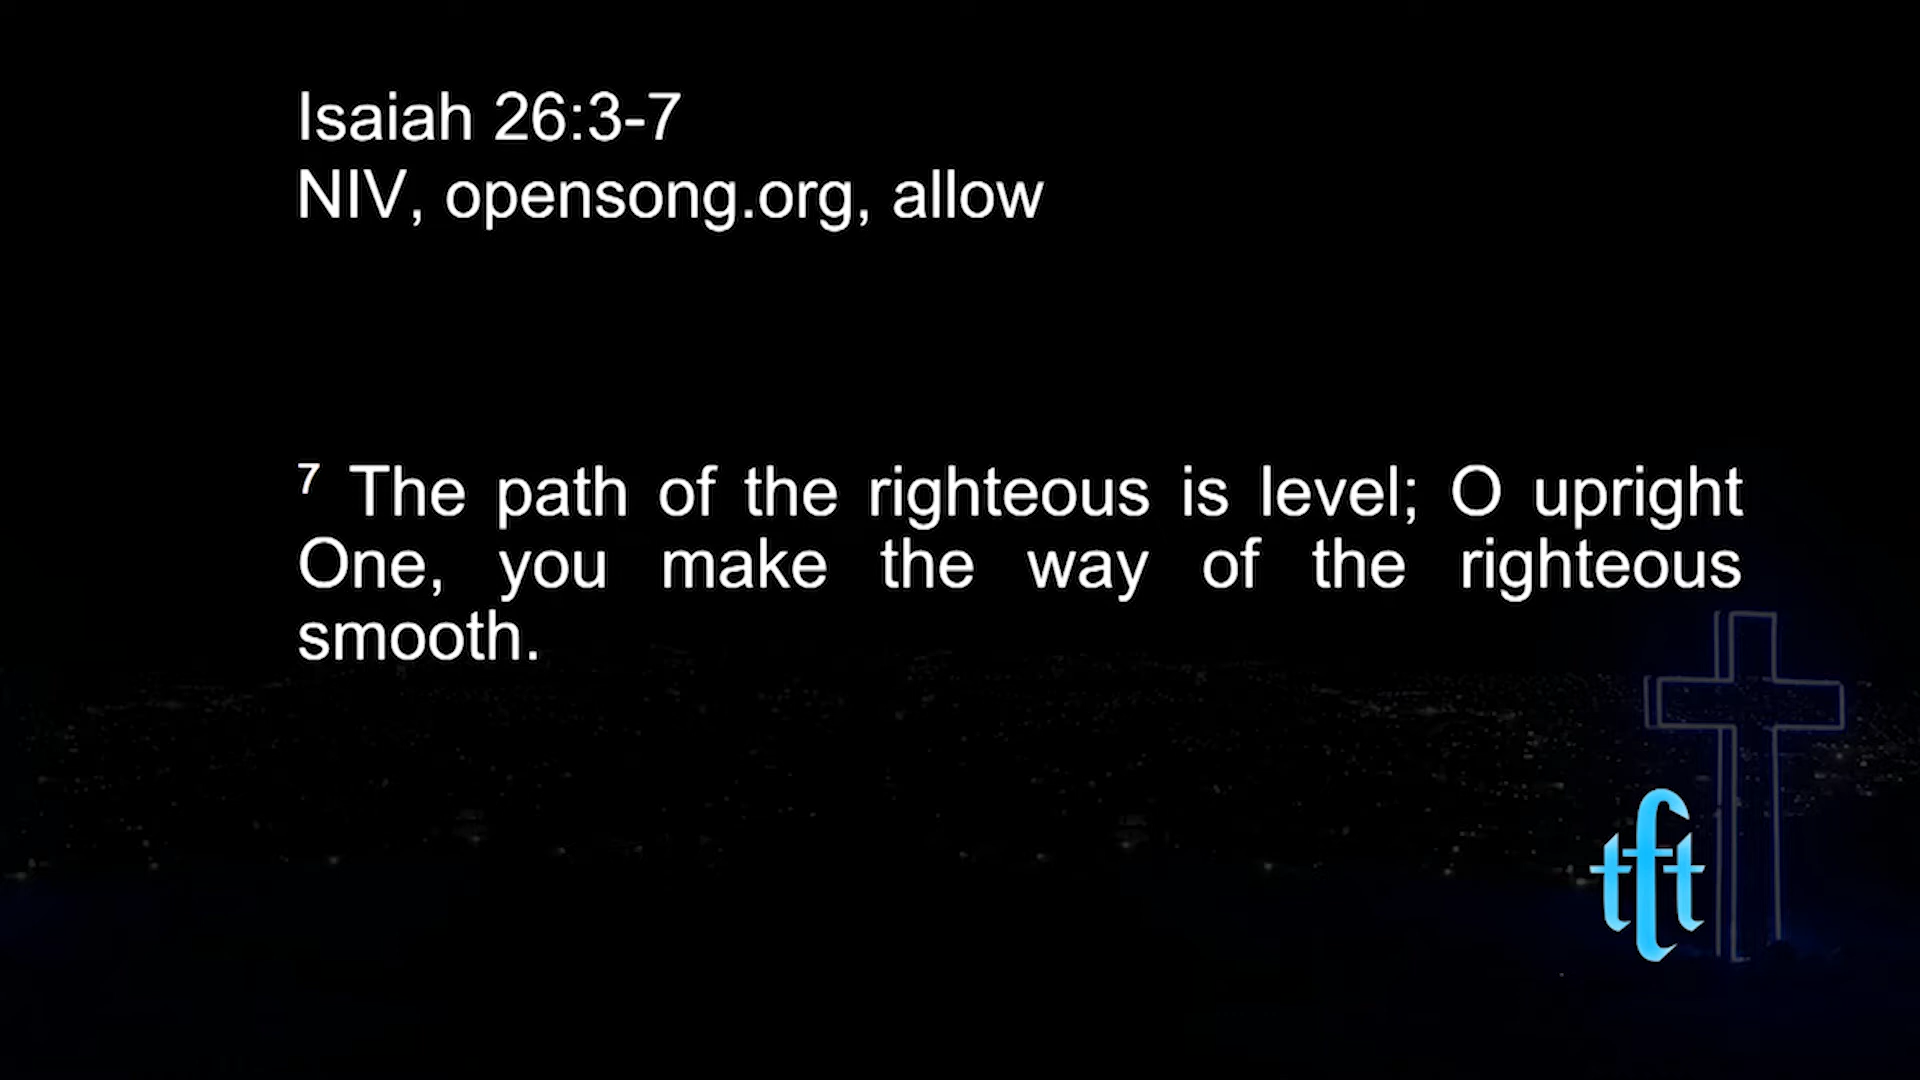 Isaiah 26:3-7
NIV, opensong.org, allow
7 The path of the righteous is level; O upright
One, you make the way of the righteous
smooth.
tft